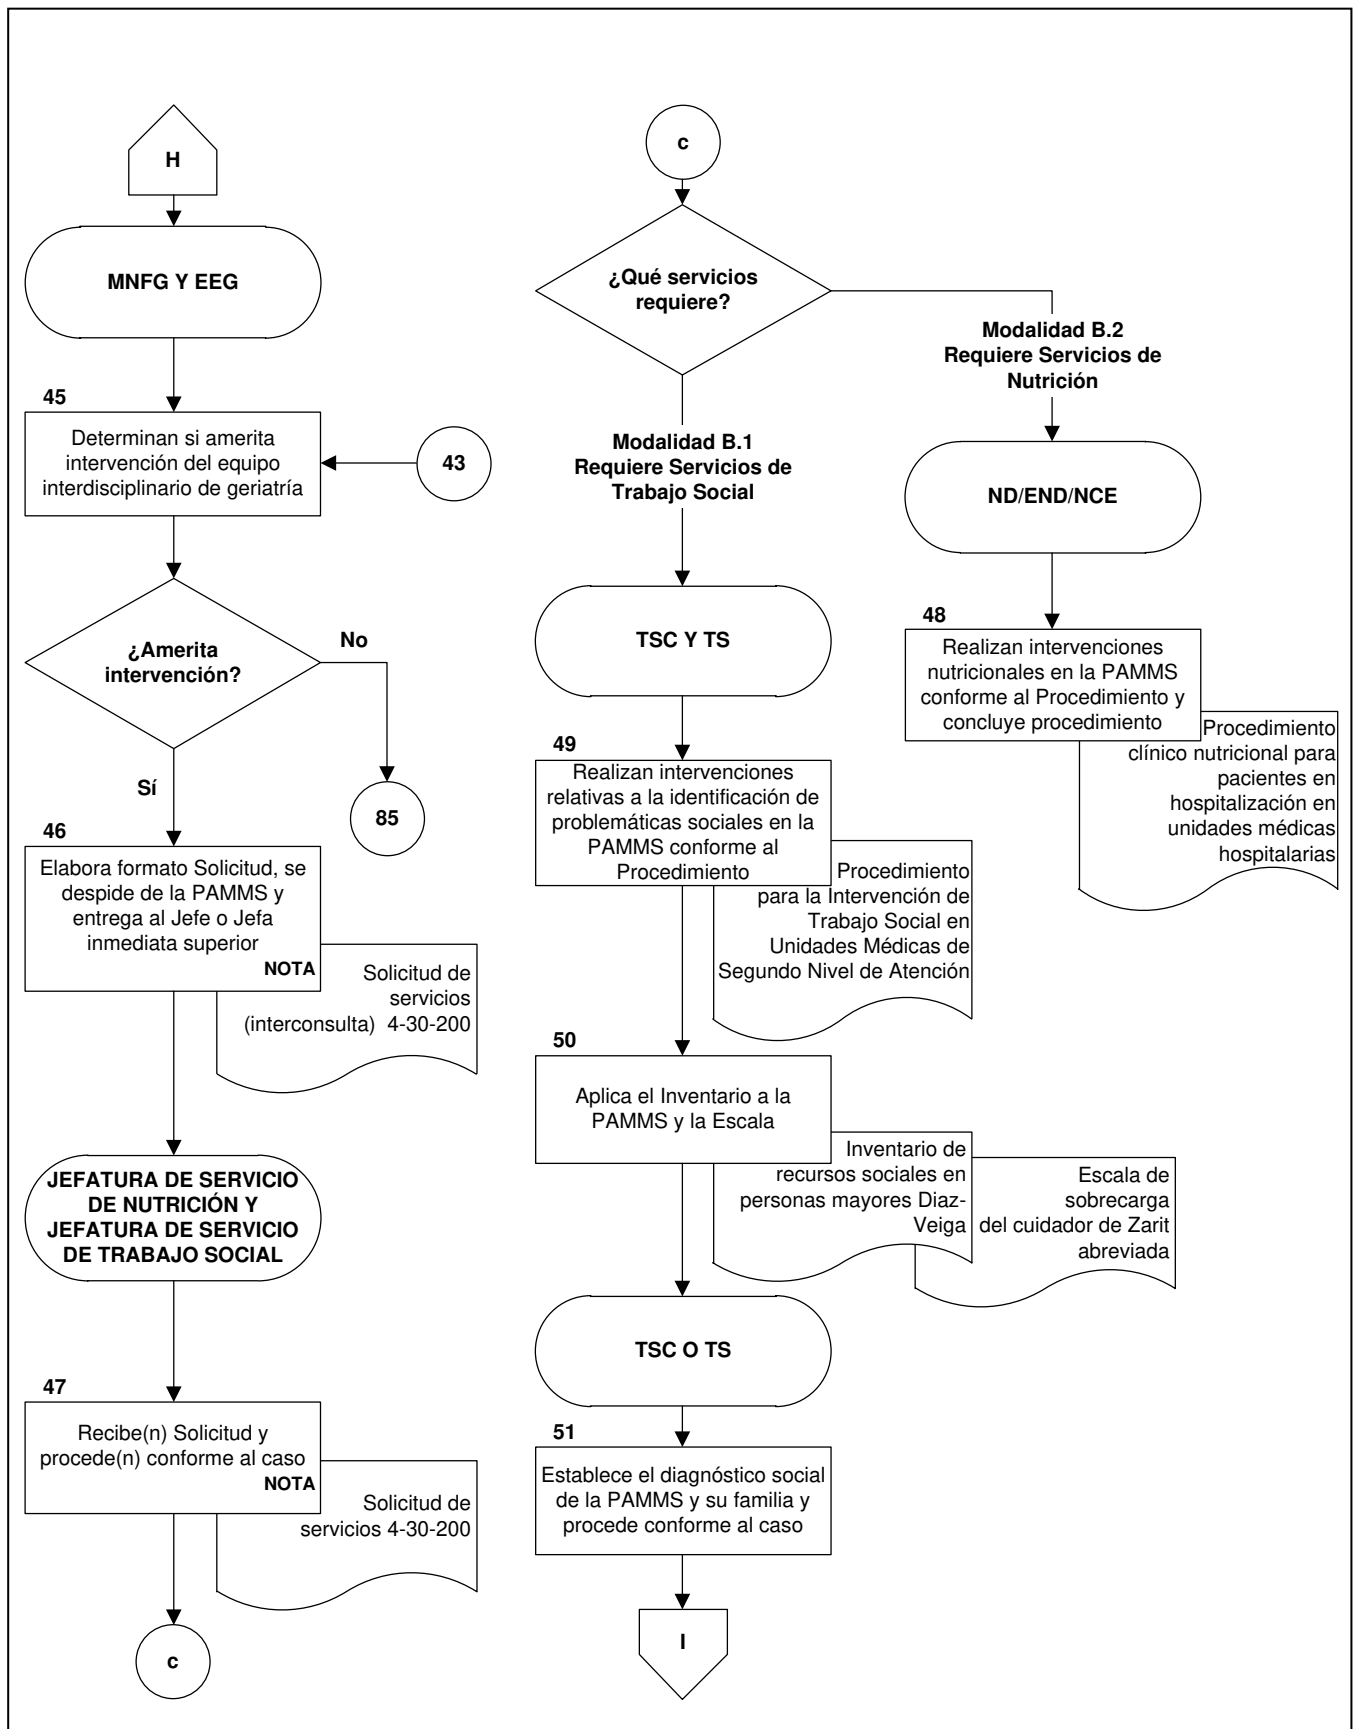 H
MNFG Y EEG
45
Determinan si amerita
intervención del equipo
interdisciplinario de geriatría
43
¿Amerita
intervención?
No
85
Sí
46
Elabora formato Solicitud, se
despide de la PAMMS y
entrega al Jefe o Jefa
inmediata superior
NOTA
Solicitud de
servicios
(interconsulta) 4-30-200
JEFATURA DE SERVICIO
DE NUTRICIÓN Y
JEFATURA DE SERVICIO
DE TRABAJO SOCIAL
47
Recibe(n) Solicitud y
procede(n) conforme al caso
NOTA
Solicitud de
servicios 4-30-200
c
c
¿Qué servicios
requiere?
Modalidad B.1
Requiere Servicios de
Trabajo Social
TSC Y TS
49
Realizan intervenciones
relativas a la identificación de
problemáticas sociales en la
PAMMS conforme al
Procedimiento
Procedimiento
para la Intervención de
Trabajo Social en
Unidades Médicas de
Segundo Nivel de Atención
50
Aplica el Inventario a la
PAMMS y la Escala
Inventario de
recursos sociales en
personas mayores Diaz-
Veiga
Escala de
sobrecarga
del cuidador de Zarit
abreviada
TSC O TS
51
Establece el diagnóstico social
de la PAMMS y su familia y
procede conforme al caso
I
Modalidad B.2
Requiere Servicios de
Nutrición
ND/END/NCE
48
Realizan intervenciones
nutricionales en la PAMMS
conforme al Procedimiento y
concluye procedimiento
Procedimiento
clínico nutricional para
pacientes en
hospitalización en
unidades médicas
hospitalarias